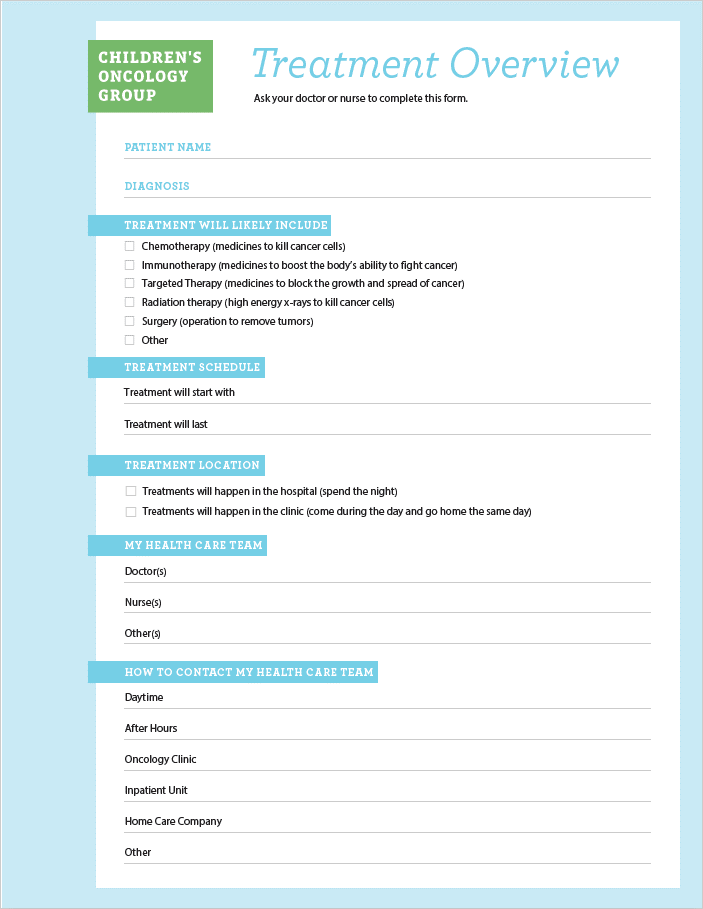 CHILDREN'S
ONCOLOGY
GROUP
Treatment Overview
Ask your doctor or nurse to complete this form.
PATIENT NAME
DIAGNOSIS
TREATMENT WILL LIKELY INCLUDE
Chemotherapy (medicines to kill cancer cells)
Immunotherapy (medicines to boost the body's ability to fight cancer)
Targeted Therapy (medicines to block the growth and spread of cancer)
Radiation therapy (high energy x-rays to kill cancer cells)
Surgery (operation to remove tumors)
Other
TREATMENT SCHEDULE
Treatment will start with
Treatment will last
TREATMENT LOCATION
Treatments will happen in the hospital (spend the night)
Treatments will happen in the clinic (come during the day and go home the same day)
MY HEALTH CARE TEAM
Doctor(s)
Nurse(s)
Other(s)
HOW TO CONTACT MY HEALTH CARE TEAM
Daytime
After Hours
Oncology Clinic
Inpatient Unit
Home Care Company
Other